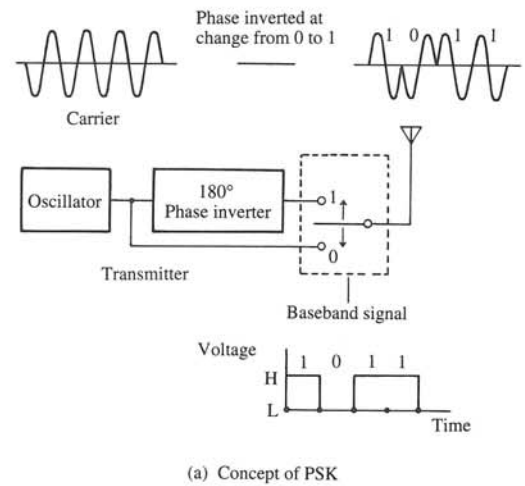 Phase inverted at
change from 0 to 1
1 0 1 1
Carrier
Oscillator
180°
Phase inverter
1
0
Transmitter
Baseband signal
Voltage
1 0 1 1
H
L
Time
(a) Concept of PSK